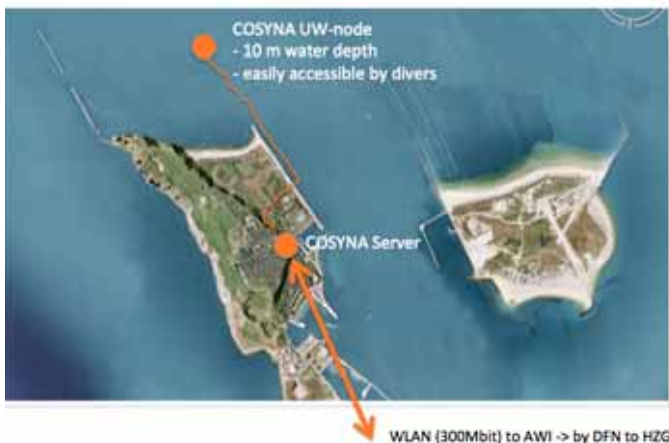 COSYNA UW-node
- 10 m water depth
- easily accessible by divers
COSYNA Server
WLAN (300Mbit) to AWI -> by DFN to HZG